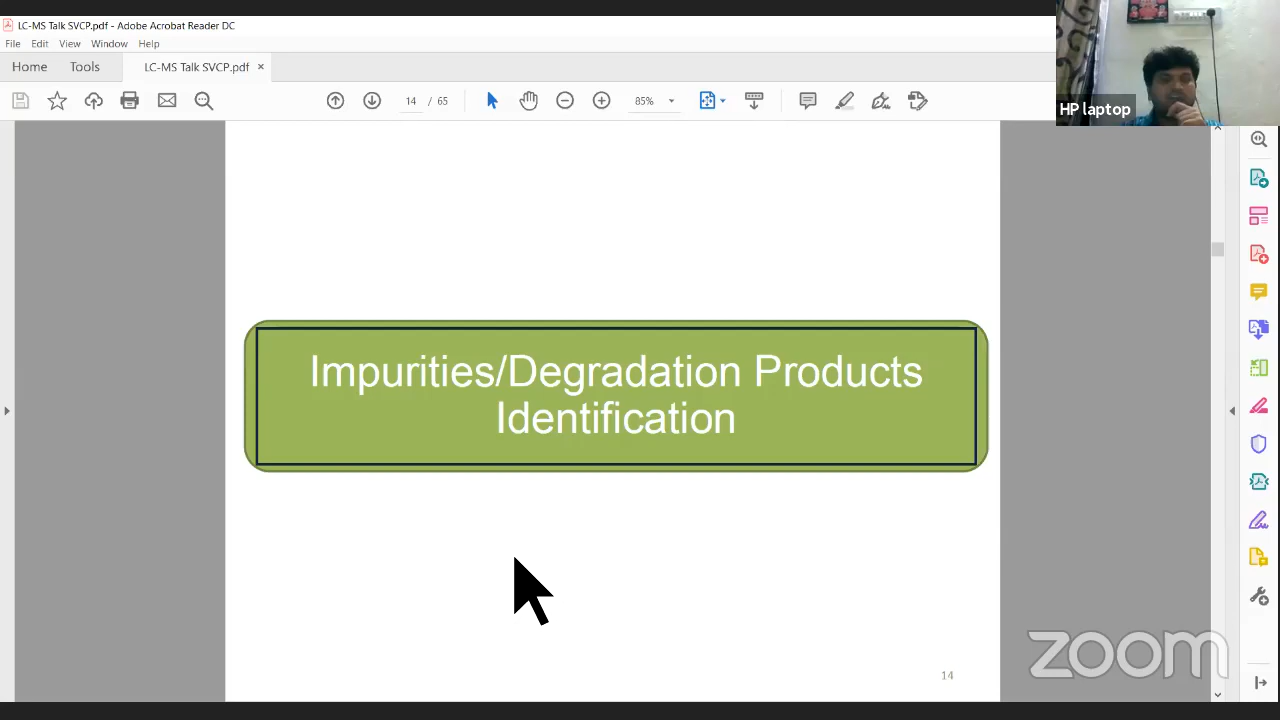 LC-MS Talk SVCP.pdf - Adobe Acrobat Reader DC
File Edit View Window Help
Home Tools LC-MS Talk SVCP.pdf ×
14 / 65 85%
HP laptop
Impurities/Degradation Products
Identification
14
zoom